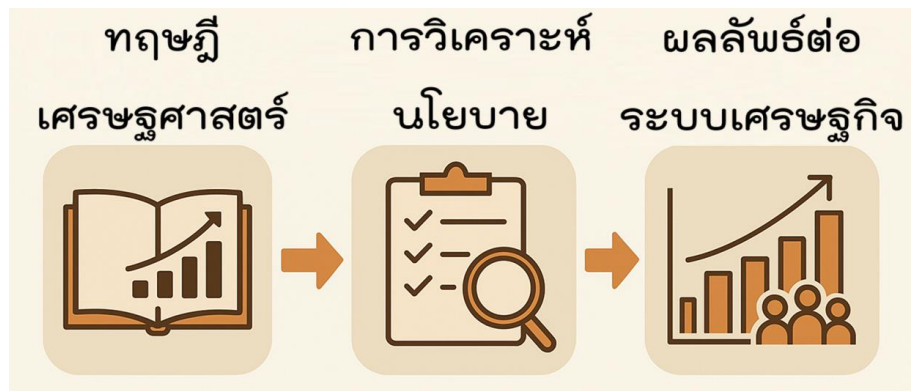 ทฤษฎี
เศรษฐศาสตร์
การวิเคราะห์
นโยบาย
ผลลัพธ์ต่อ
ระบบเศรษฐกิจ